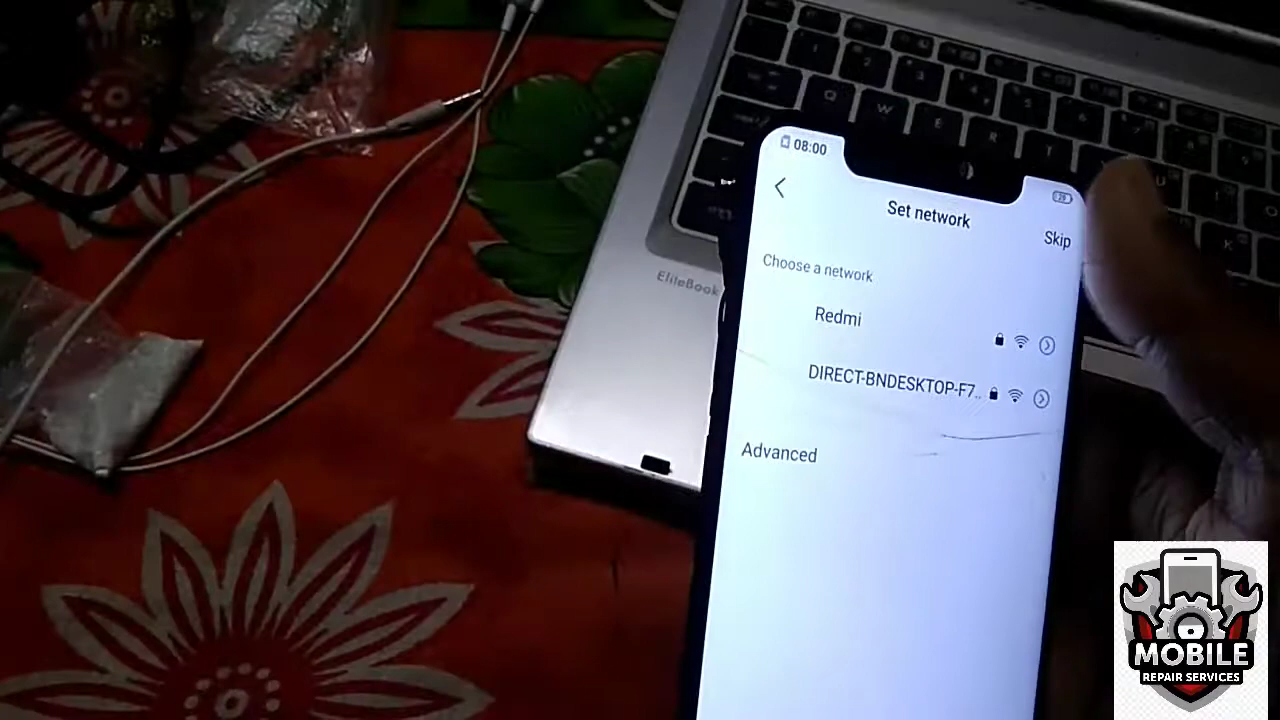 08:00
Set network
Skip
Choose a network
Redmi
DIRECT-BNDESKTOP-F7..
Advanced
EliteBook
MOBILE
REPAIR SERVICES